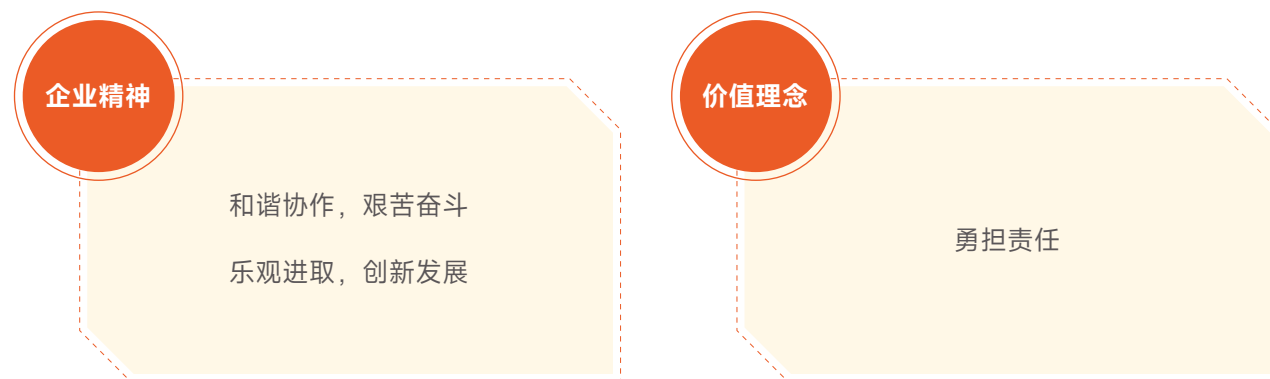 企业精神
和谐协作，艰苦奋斗
乐观进取，创新发展
价值理念
勇担责任